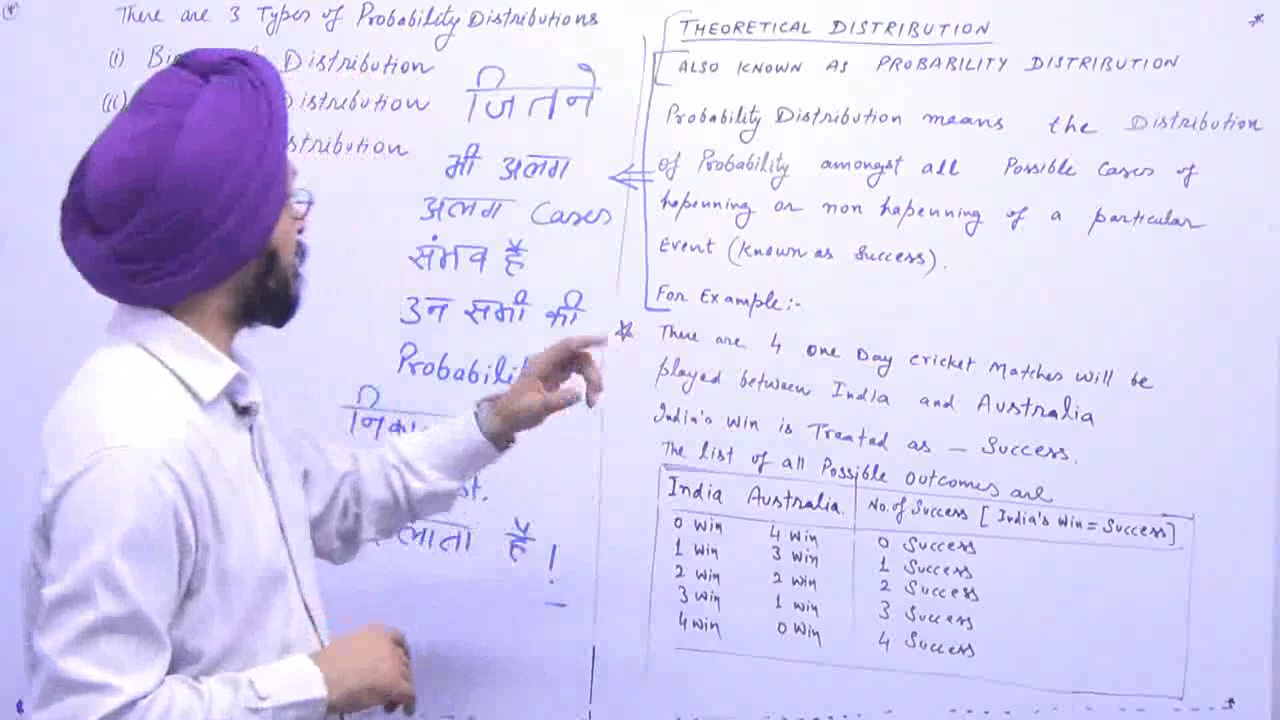 There are 3 Types of Probability Distributions
(i) Distribution
(ii)
जितने
भी अलग
अलग Cases
संभव हैं
उन सभी की
लाता है !
THEORETICAL DISTRIBUTION
ALSO KNOWN AS PROBABILITY DISTRIBUTION
Probability Distribution means the Distribution
of Probability amongst all Possible Cases of
hapenning or non hapenning of a particular
Event (Known as Success).
For Example:-
There are 4 One Day Cricket Matches will be
played between India and Australia
India's Win is Treated as – Success.
The List of all Possible Outcomes are
India Australia No. of Success [India's Win = Success]
0 Win 4 Win 0 Success
1 Win 3 Win 1 Success
2 Win 2 Win 2 Success
3 Win 1 Win 3 Success
4 Win 0 Win 4 Success